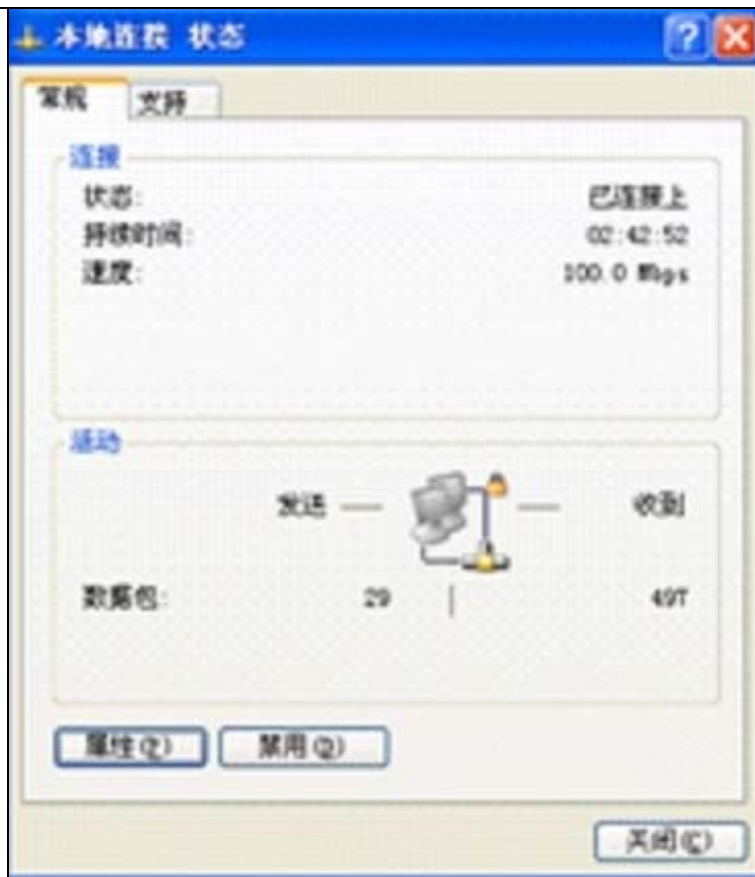 本地连接 状态
常规 支持
连接
状态: 已连接上
持续时间: 02:42:52
速度: 100.0 Mbps
活动
发送 收到
数据包: 29 497
属性(P) 禁用(D)
关闭(C)